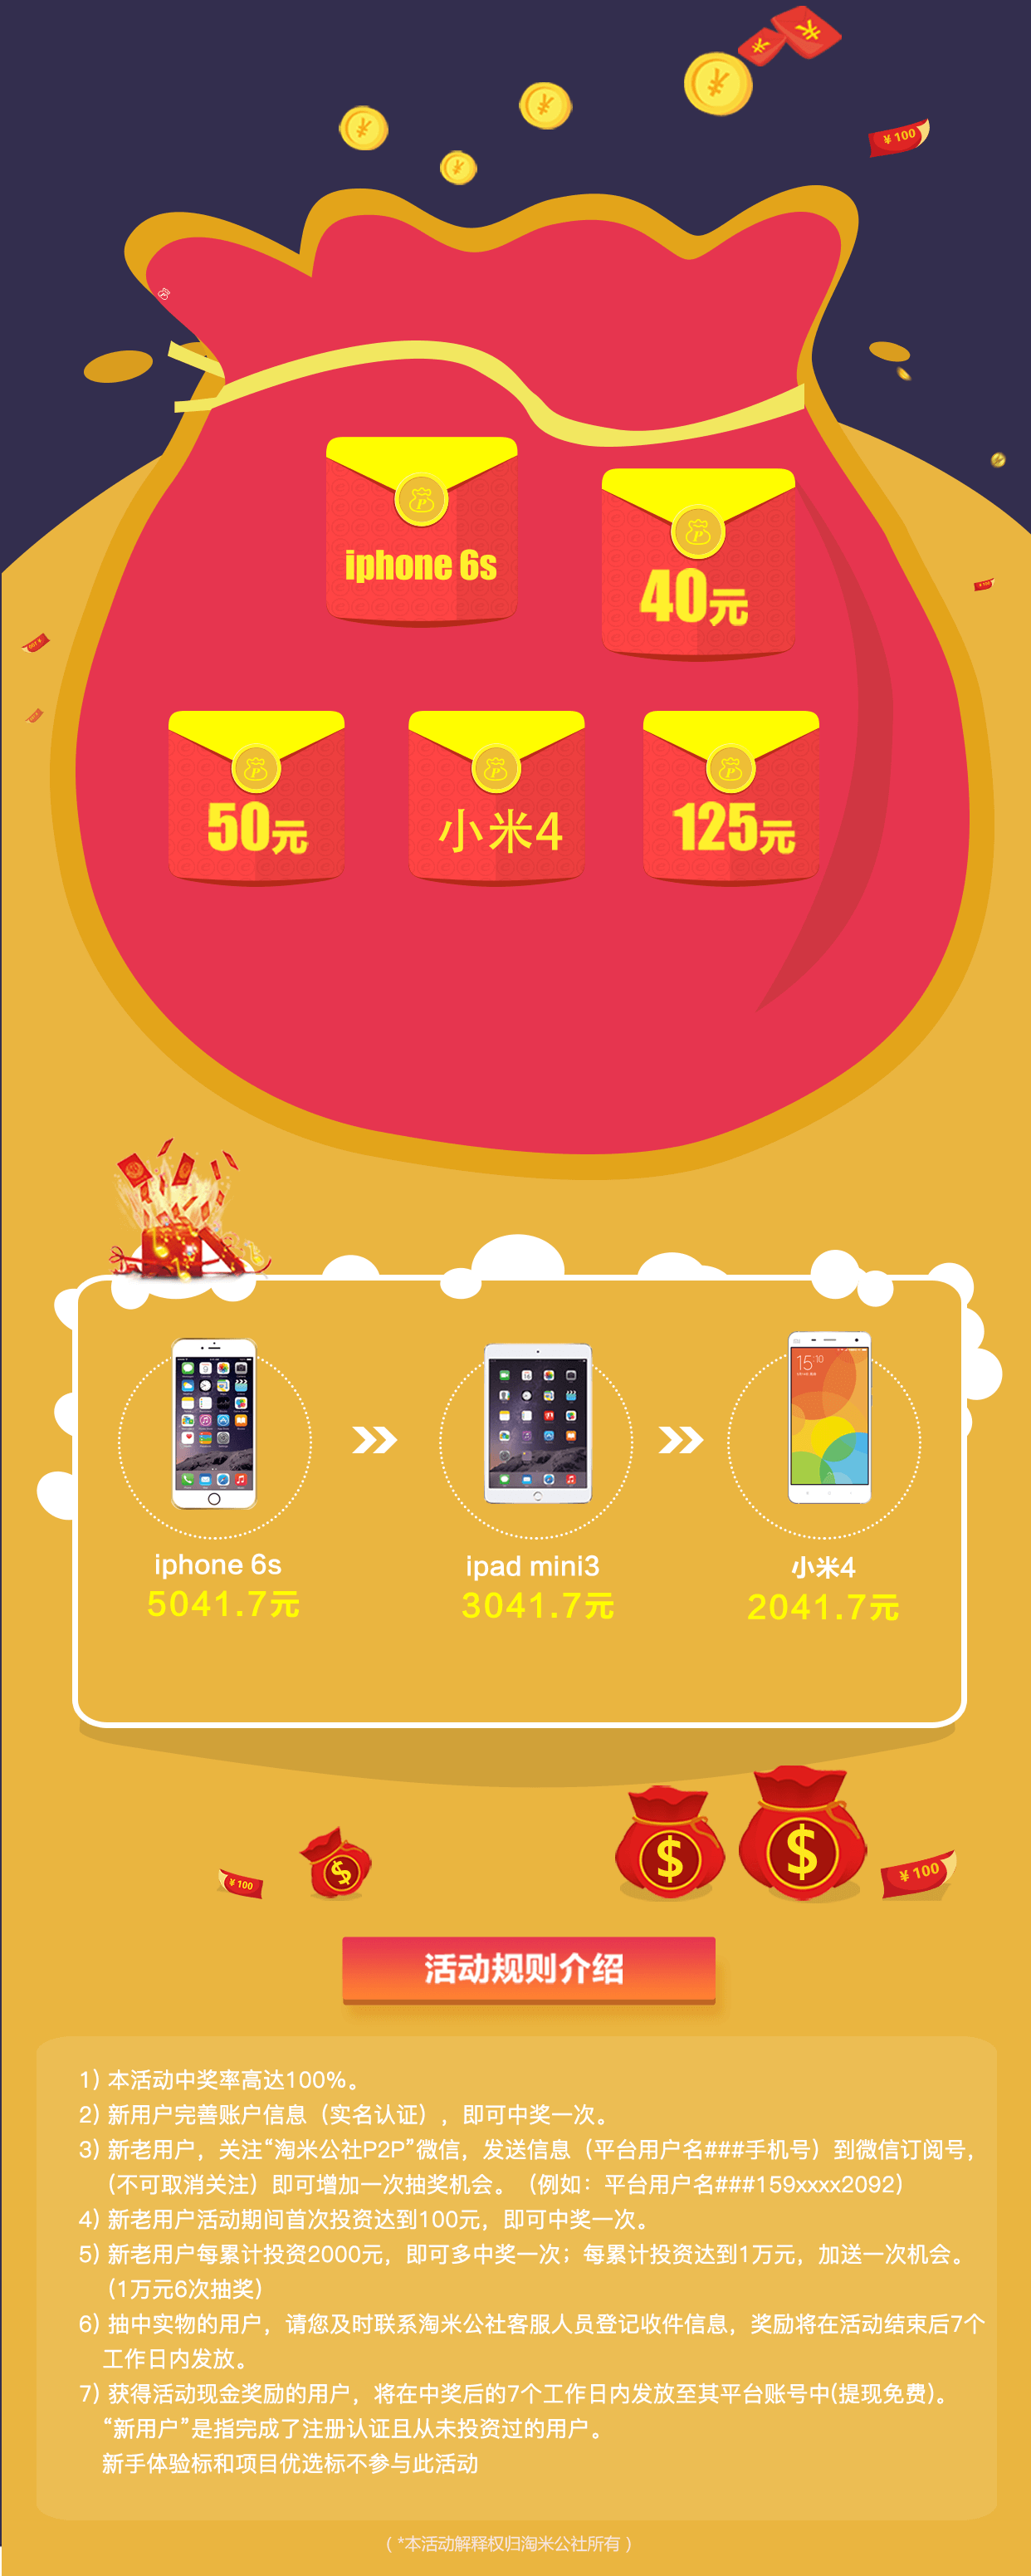 ¥ 100
iphone 6s
40元
50元
小米4
125元
15:10
iphone 6s
ipad mini3
小米4
5041.7元
3041.7元
2041.7元
$
$
$
¥ 100
¥ 100
活动规则介绍
1) 本活动中奖率高达100%。
2) 新用户完善账户信息（实名认证），即可中奖一次。
3) 新老用户，关注“淘米公社P2P”微信，发送信息（平台用户名###手机号）到微信订阅号，
（不可取消关注）即可增加一次抽奖机会。（例如：平台用户名###159xxxx2092）
4) 新老用户活动期间首次投资达到100元，即可中奖一次。
5) 新老用户每累计投资2000元，即可多中奖一次；每累计投资达到1万元，加送一次机会。
（1万元6次抽奖）
6) 抽中实物的用户，请您及时联系淘米公社客服人员登记收件信息，奖励将在活动结束后7个
工作日内发放。
7) 获得活动现金奖励的用户，将在中奖后的7个工作日内发放至其平台账号中(提现免费)。
“新用户”是指完成了注册认证且从未投资过的用户。
新手体验标和项目优选标不参与此活动
( *本活动解释权归淘米公社所有 )